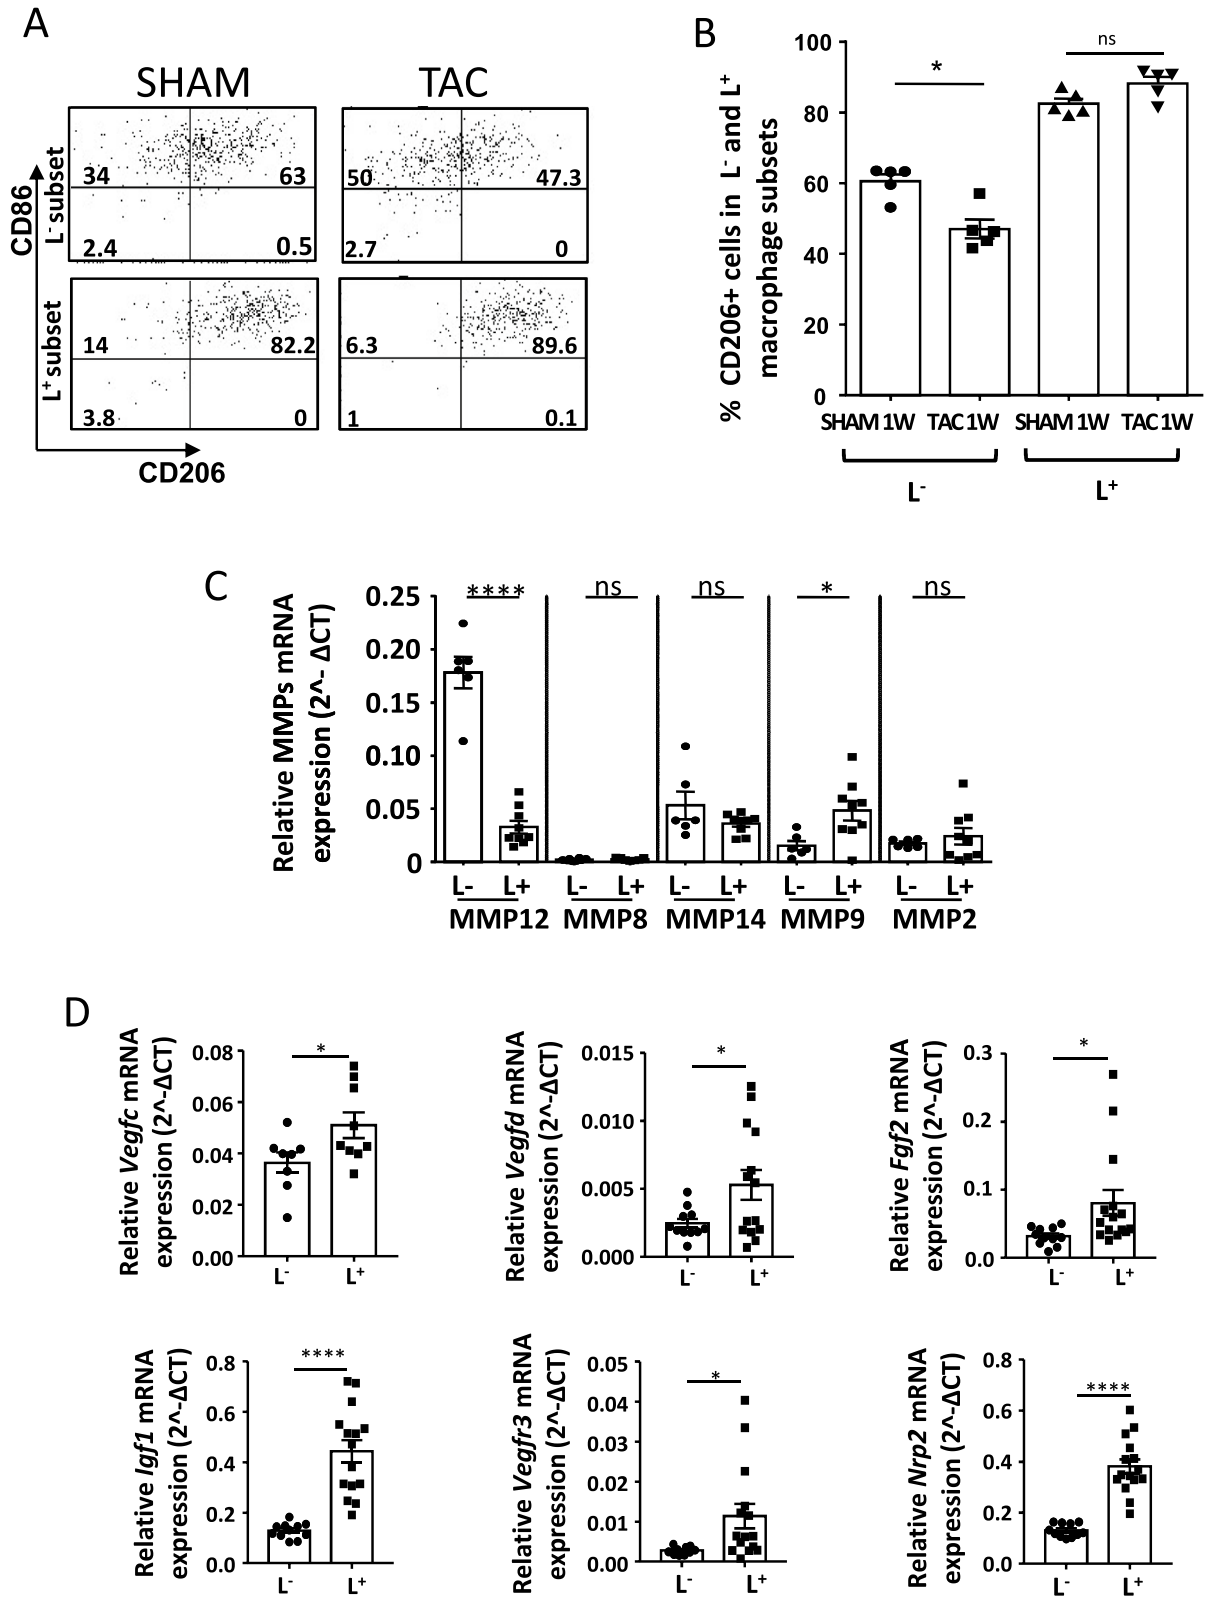 A
SHAM
TAC
CD86
L- subset
34
63
2.4
0.5
50
47.3
2.7
0
L+ subset
14
82.2
3.8
0
6.3
89.6
1
0.1
CD206
B
% CD206+ cells in L- and L+
macrophage subsets
100
80
60
40
20
0
*
ns
SHAM 1W
TAC 1W
SHAM 1W
TAC 1W
L-
L+
C
Relative MMPs mRNA
expression (2^- ΔCT)
0.25
0.20
0.15
0.10
0.05
0
****
ns
ns
*
ns
L- L+ L- L+ L- L+ L- L+ L- L+
MMP12 MMP8 MMP14 MMP9 MMP2
D
Relative Vegfc mRNA
expression (2^-ΔCT)
0.08
0.06
0.04
0.02
0.00
*
L- L+
Relative Vegfd mRNA
expression (2^-ΔCT)
0.015
0.010
0.005
0.000
*
L- L+
Relative Fgf2 mRNA
expression (2^-ΔCT)
0.3
0.2
0.1
0.0
*
L- L+
Relative Igf1 mRNA
expression (2^-ΔCT)
0.8
0.6
0.4
0.2
0.0
****
L- L+
Relative Vegfr3 mRNA
expression (2^-ΔCT)
0.05
0.04
0.03
0.02
0.01
0.00
*
L- L+
Relative Nrp2 mRNA
expression (2^-ΔCT)
0.8
0.6
0.4
0.2
0.0
****
L- L+